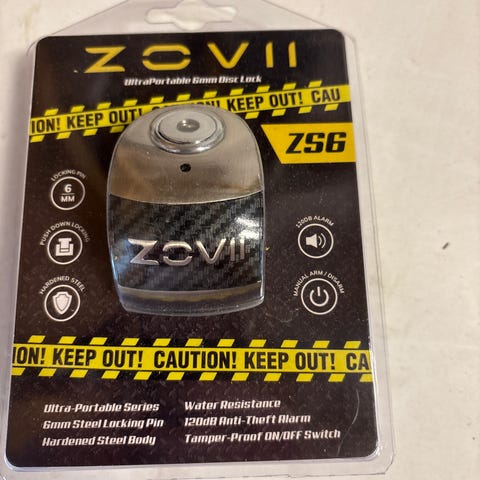 ZOVII
UltraPortable 6mm Disc Lock
ION! KEEP OUT! CAUTION! KEEP OUT! CAU
ZS6
LOCKING PIN
6
MM
PUSH DOWN LOCKING
HARDENED STEEL
ZOVII
120DB ALARM
MANUAL ARM / DISARM
ION! KEEP OUT! CAUTION! KEEP OUT! CA
Ultra-Portable Series
6mm Steel Locking Pin
Hardened Steel Body
Water Resistance
120dB Anti-Theft Alarm
Tamper-Proof ON/OFF Switch